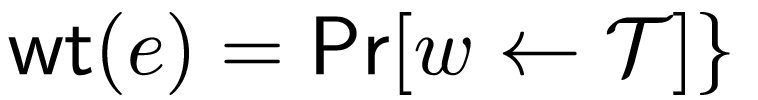 wt(e) = Pr[w ← 𝒯]}